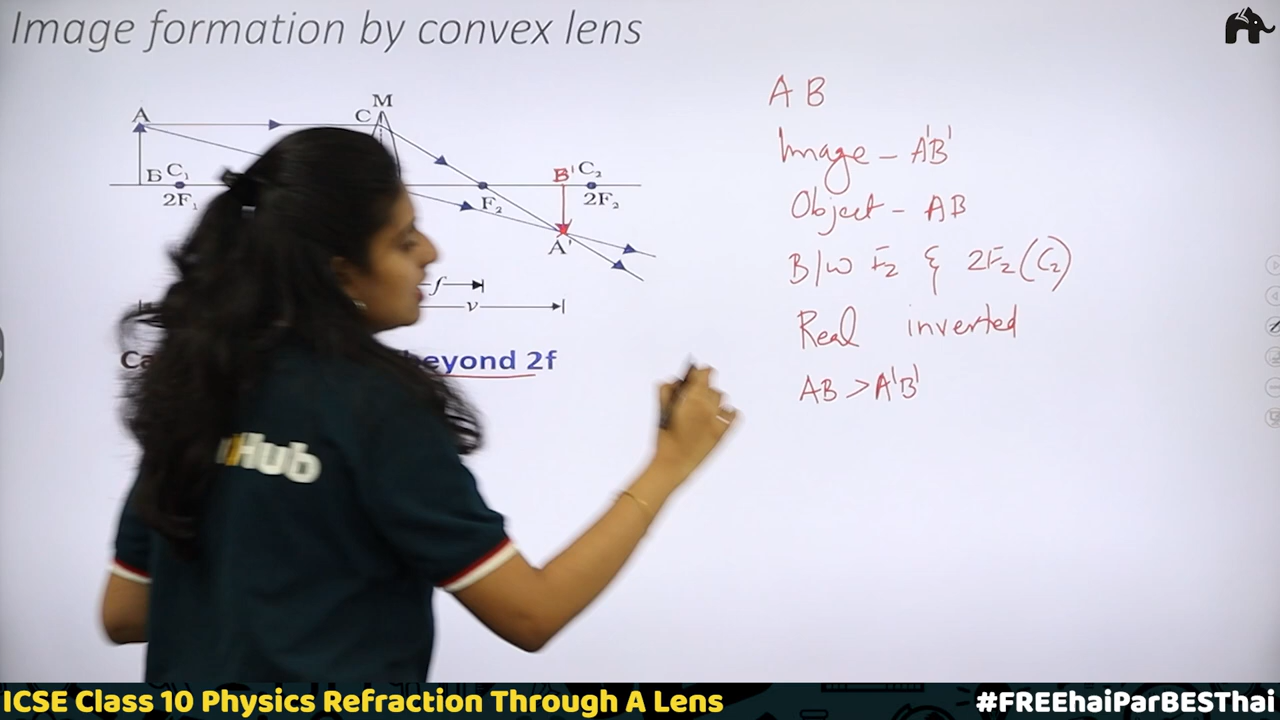 Image formation by convex lens
A
M
C
B C₁
2F₁
F₂
B' C₂
2F₂
A'
f
v
beyond 2f
A B
Image - A'B'
Object - AB
B/w F₂ & 2F₂ (C₂)
Real inverted
AB > A'B'
Hub
ICSE Class 10 Physics Refraction Through A Lens
#FREEhaiParBESThai